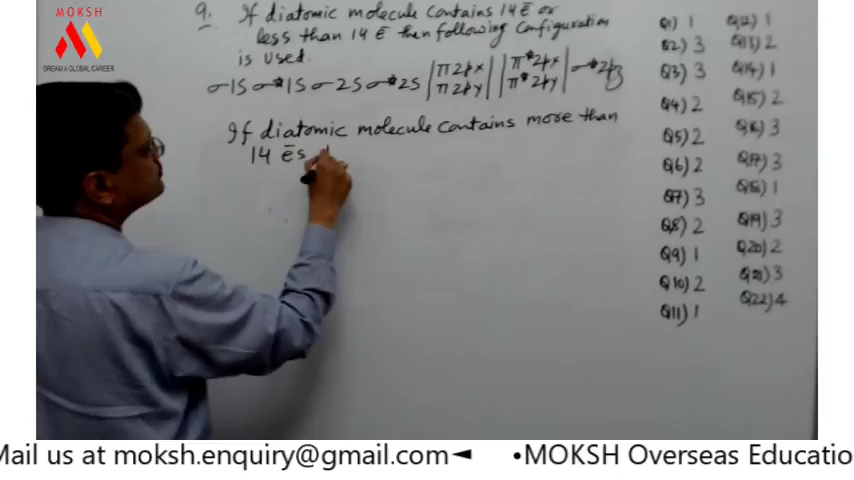 MOKSH
DREAM A GLOBAL CAREER
9. If diatomic molecule contains 14 ē or
less than 14 ē then following configuration
is used.
σ1S σ*1S σ2S σ*2S |π2px |π*2px | σ*2pz
π2py |π*2py
If diatomic molecule contains more than
14 ēs
Q1) 1
Q2) 3
Q3) 3
Q4) 2
Q5) 2
Q6) 2
Q7) 3
Q8) 2
Q9) 1
Q10) 2
Q11) 1
Q12) 1
Q13) 2
Q14) 1
Q15) 2
Q16) 3
Q17) 3
Q18) 1
Q19) 3
Q20) 2
Q21) 3
Q22) 4
Mail us at moksh.enquiry@gmail.com◄ •MOKSH Overseas Educatio